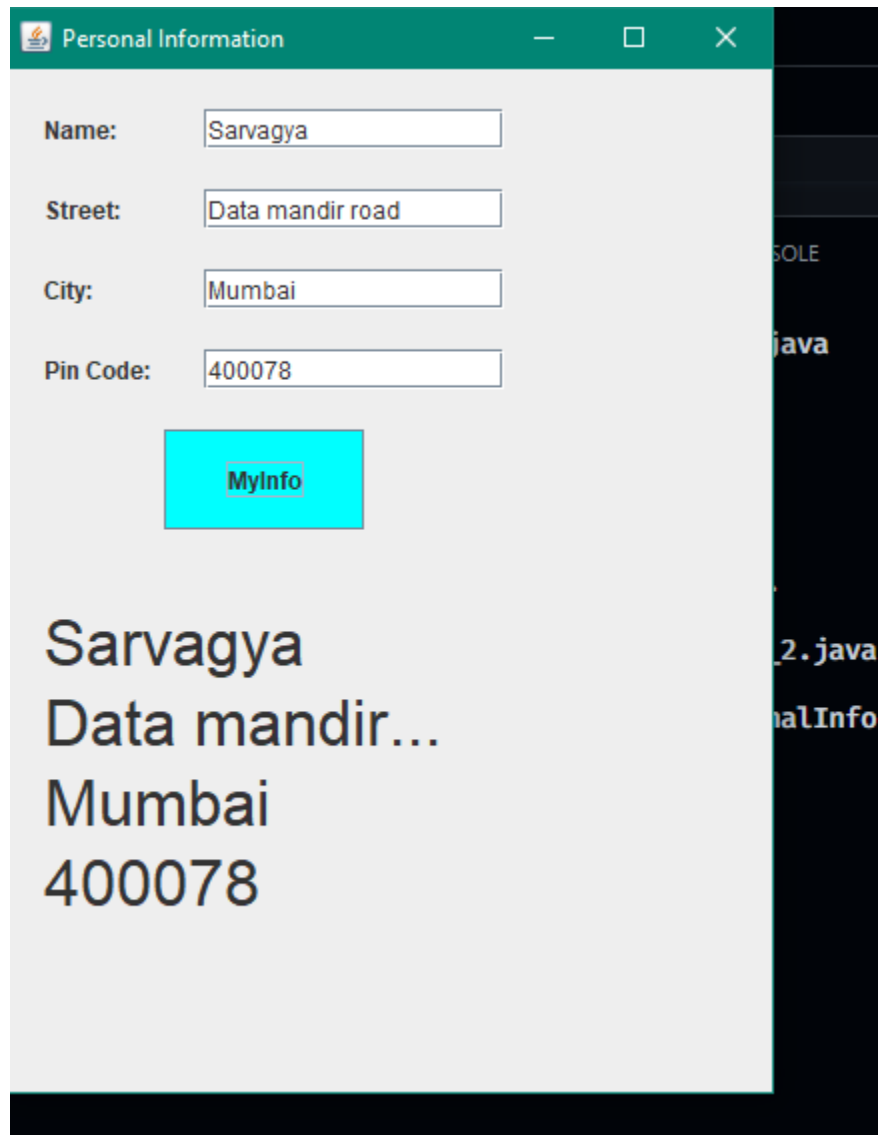 Personal Information
Name: Sarvagya
Street: Data mandir road
SOLE
City: Mumbai
java
Pin Code: 400078
MyInfo
Sarvagya
_2.java
Data mandir...
nalInfo
Mumbai
400078